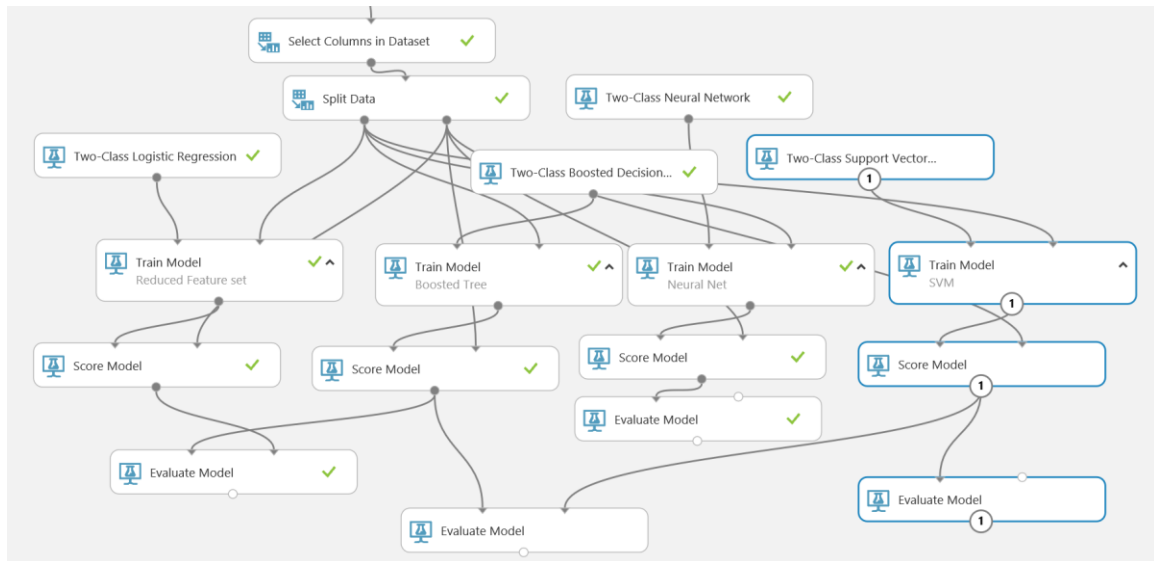 Select Columns in Dataset
Split Data
Two-Class Neural Network
Two-Class Logistic Regression
Two-Class Boosted Decision...
Two-Class Support Vector...
1
Train Model
Reduced Feature set
Train Model
Boosted Tree
Train Model
Neural Net
Train Model
SVM
1
Score Model
Score Model
Score Model
Score Model
1
Evaluate Model
Evaluate Model
Evaluate Model
Evaluate Model
1